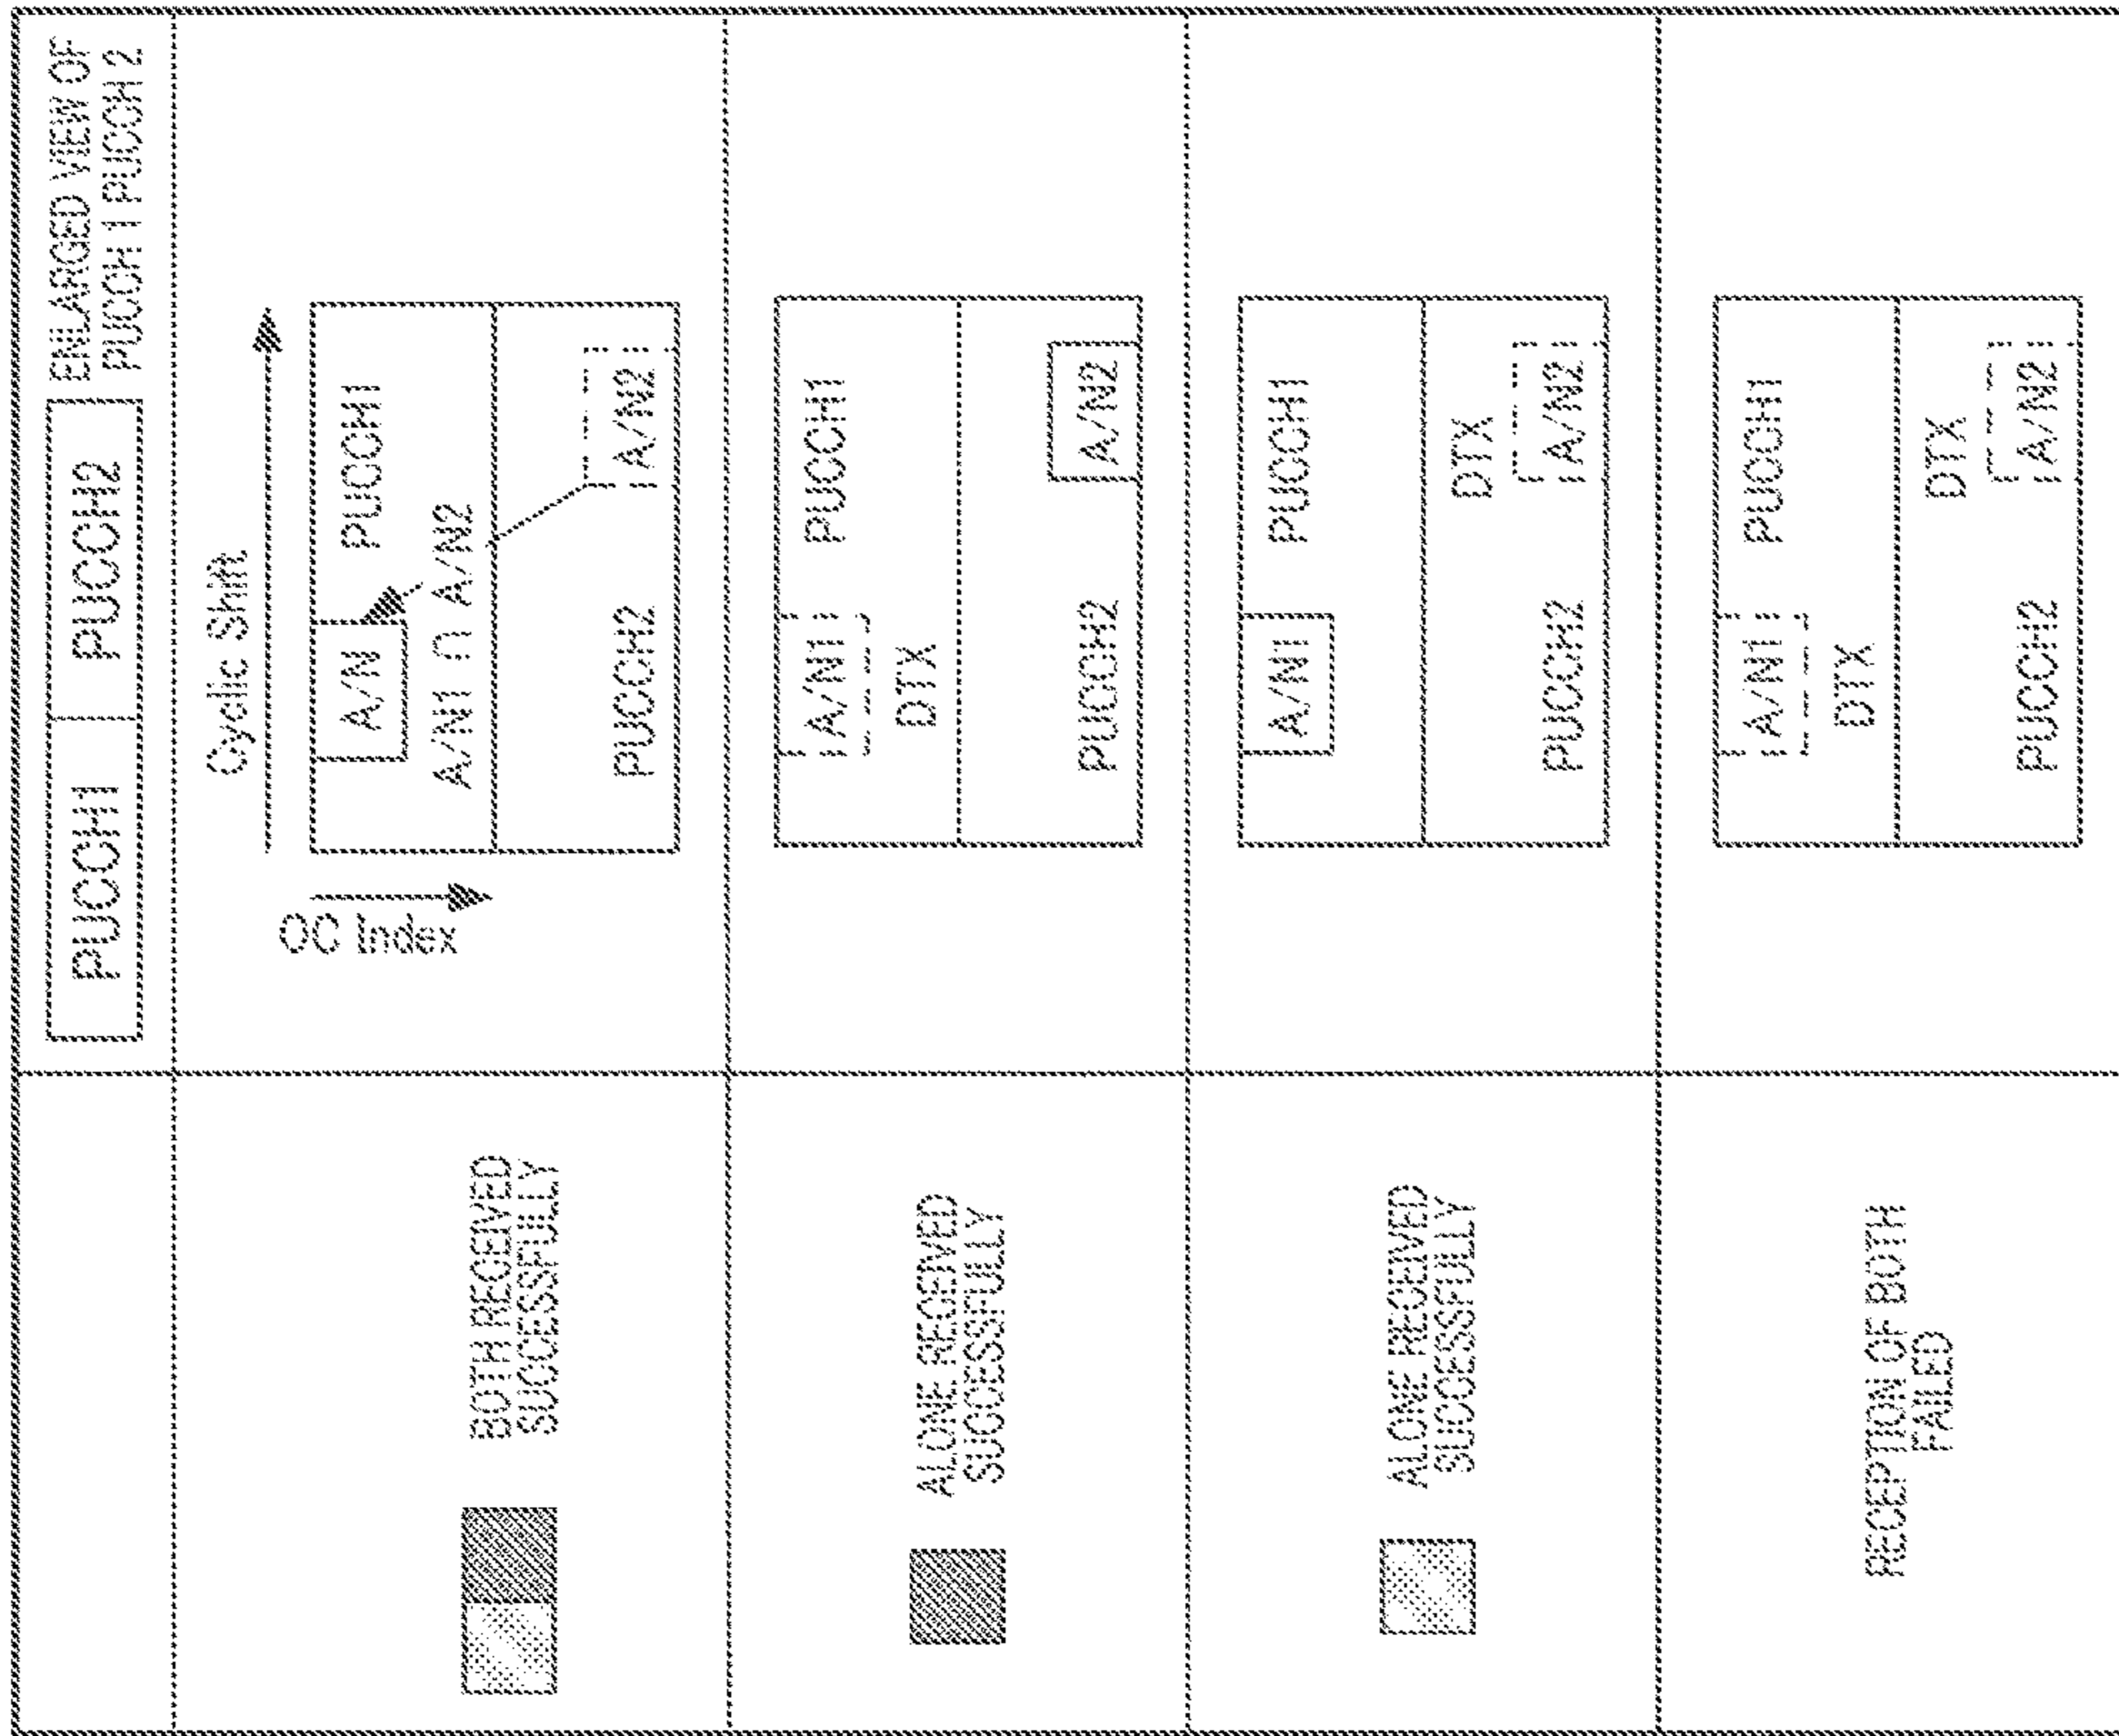 PUCCH1 PUCCH2 ENLARGED VIEW OF
PUCCH 1 PUCCH 2
BOTH RECEIVED
SUCCESSFULLY
Cyclic Shift
OC Index
A/N PUCCH1
A/N1 ∩ A/N2
PUCCH2 A/N2
ALONE RECEIVED
SUCCESSFULLY
A/N1 PUCCH1
DTX
PUCCH2 A/N2
ALONE RECEIVED
SUCCESSFULLY
A/N1 PUCCH1
DTX
PUCCH2 A/N2
RECEPTION OF BOTH
FAILED
A/N1 PUCCH1
DTX
DTX
PUCCH2 A/N2